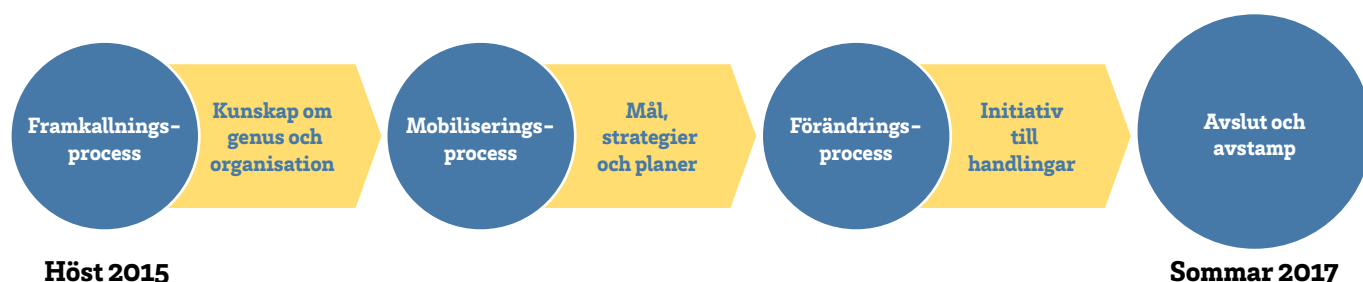 Framkallnings-
process
Kunskap om
genus och
organisation
Mobiliserings-
process
Mål,
strategier
och planer
Förändrings-
process
Initiativ
till
handlingar
Avslut och
avstamp
Höst 2015
Sommar 2017